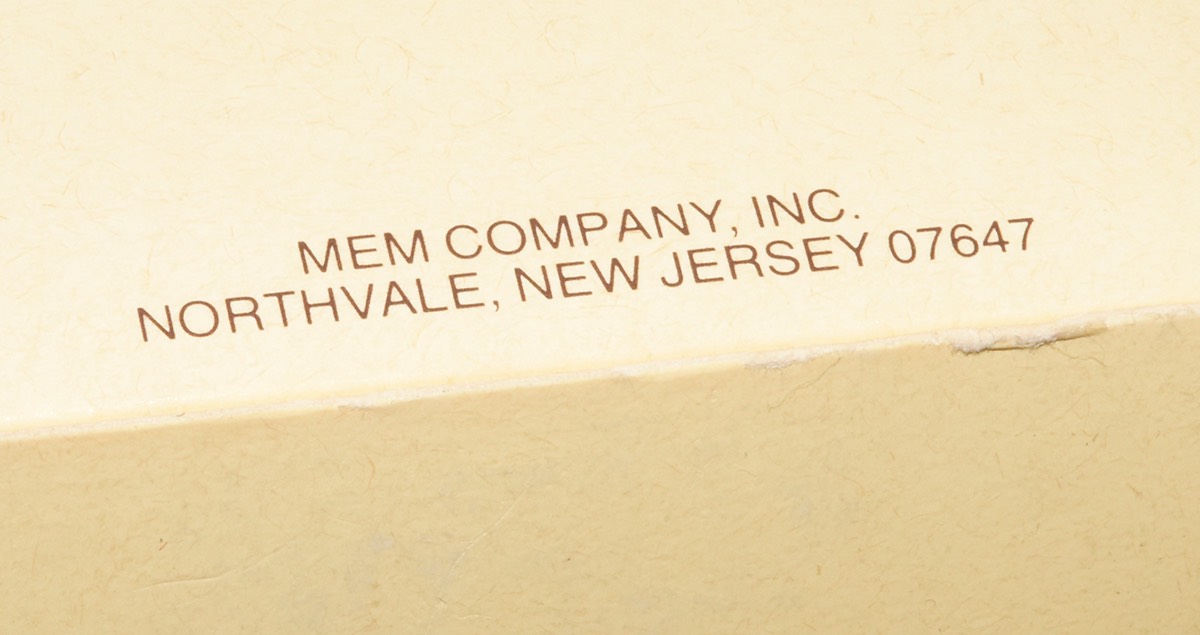 MEM COMPANY, INC.
NORTHVALE, NEW JERSEY 07647